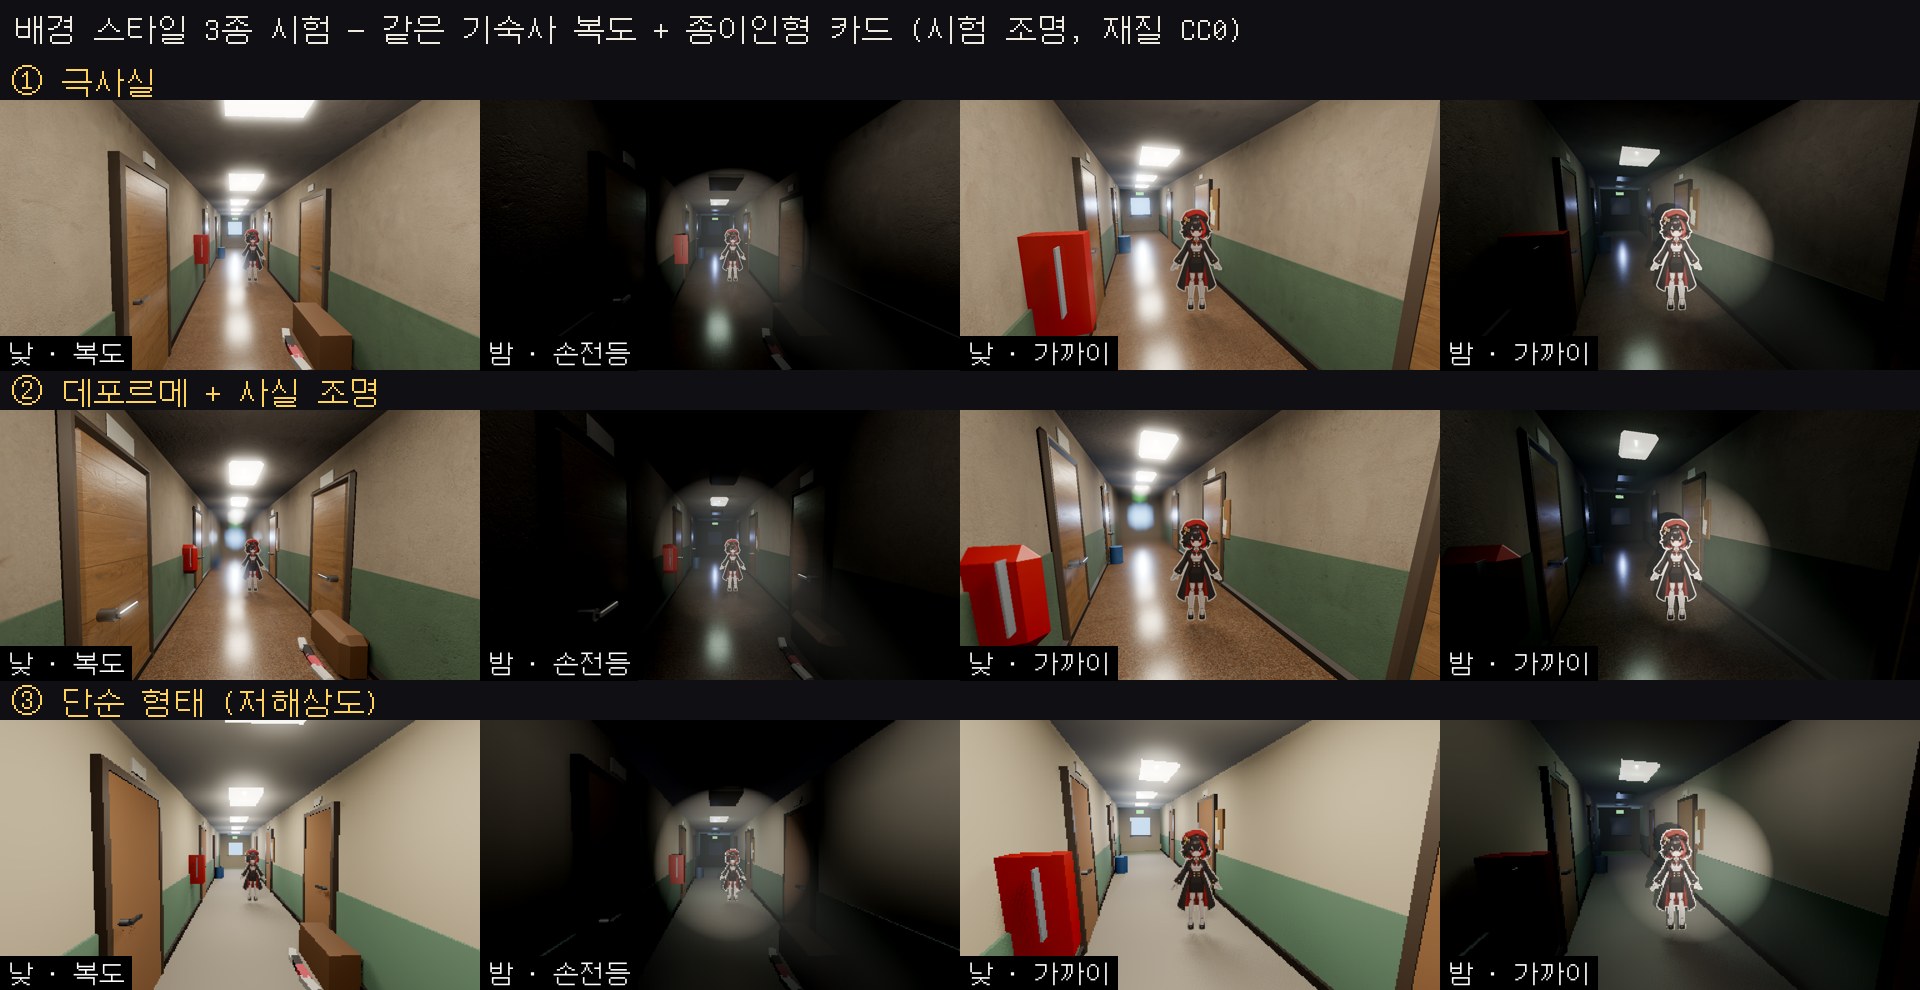 배경 스타일 3종 시험 – 같은 기숙사 복도 + 종이인형 카드 (시험 조명, 재질 CC0)
① 극사실
낮 · 복도
밤 · 손전등
낮 · 가까이
밤 · 가까이
② 데포르메 + 사실 조명
낮 · 복도
밤 · 손전등
낮 · 가까이
밤 · 가까이
③ 단순 형태 (저해상도)
낮 · 복도
밤 · 손전등
낮 · 가까이
밤 · 가까이